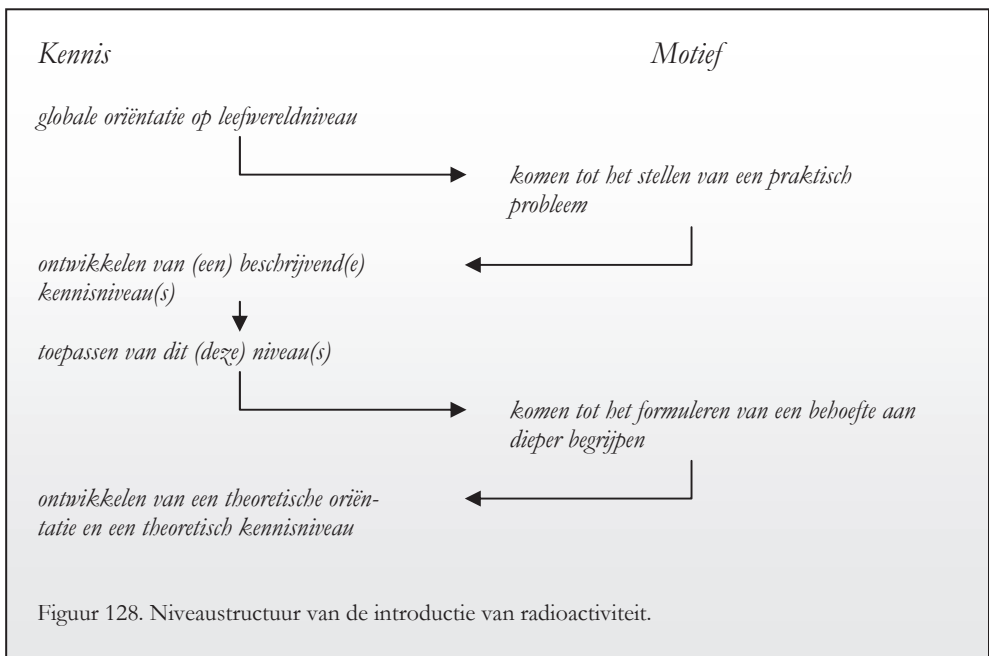 Kennis Motief
globale oriëntatie op leefwereldniveau
komen tot het stellen van een praktisch
probleem
ontwikkelen van (een) beschrijvend(e)
kennisniveau(s)
toepassen van dit (deze) niveau(s)
komen tot het formuleren van een behoefte aan
dieper begrijpen
ontwikkelen van een theoretische oriën-
tatie en een theoretisch kennisniveau
Figuur 128. Niveaustructuur van de introductie van radioactiviteit.